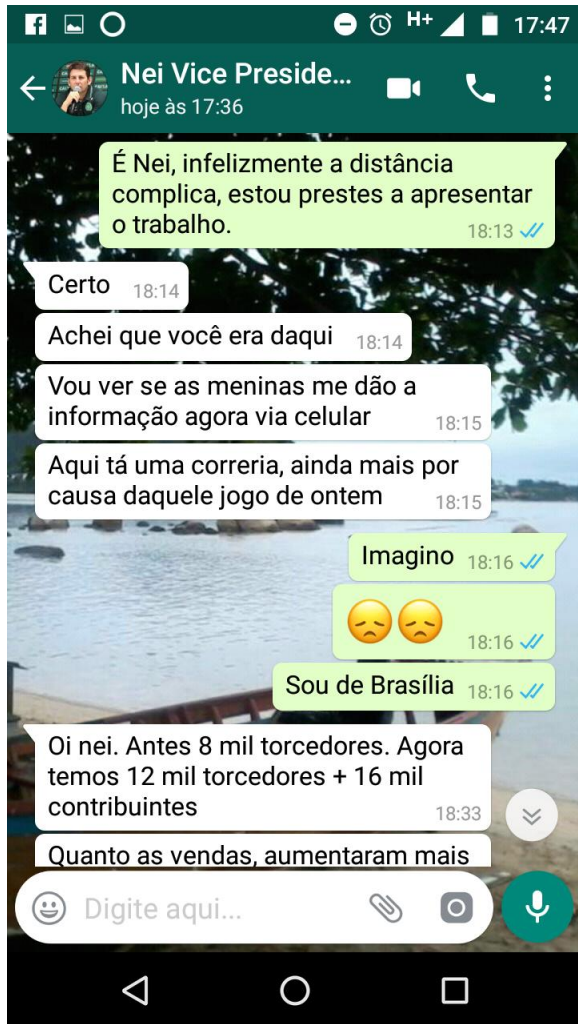 H+ 17:47
Nei Vice Preside...
hoje às 17:36
É Nei, infelizmente a distância
complica, estou prestes a apresentar
o trabalho.
18:13
Certo 18:14
Achei que você era daqui 18:14
Vou ver se as meninas me dão a
informação agora via celular 18:15
Aqui tá uma correria, ainda mais por
causa daquele jogo de ontem 18:15
Imagino 18:16
18:16
Sou de Brasília 18:16
Oi nei. Antes 8 mil torcedores. Agora
temos 12 mil torcedores + 16 mil
contribuintes 18:33
Quanto as vendas, aumentaram mais
Digite aqui...